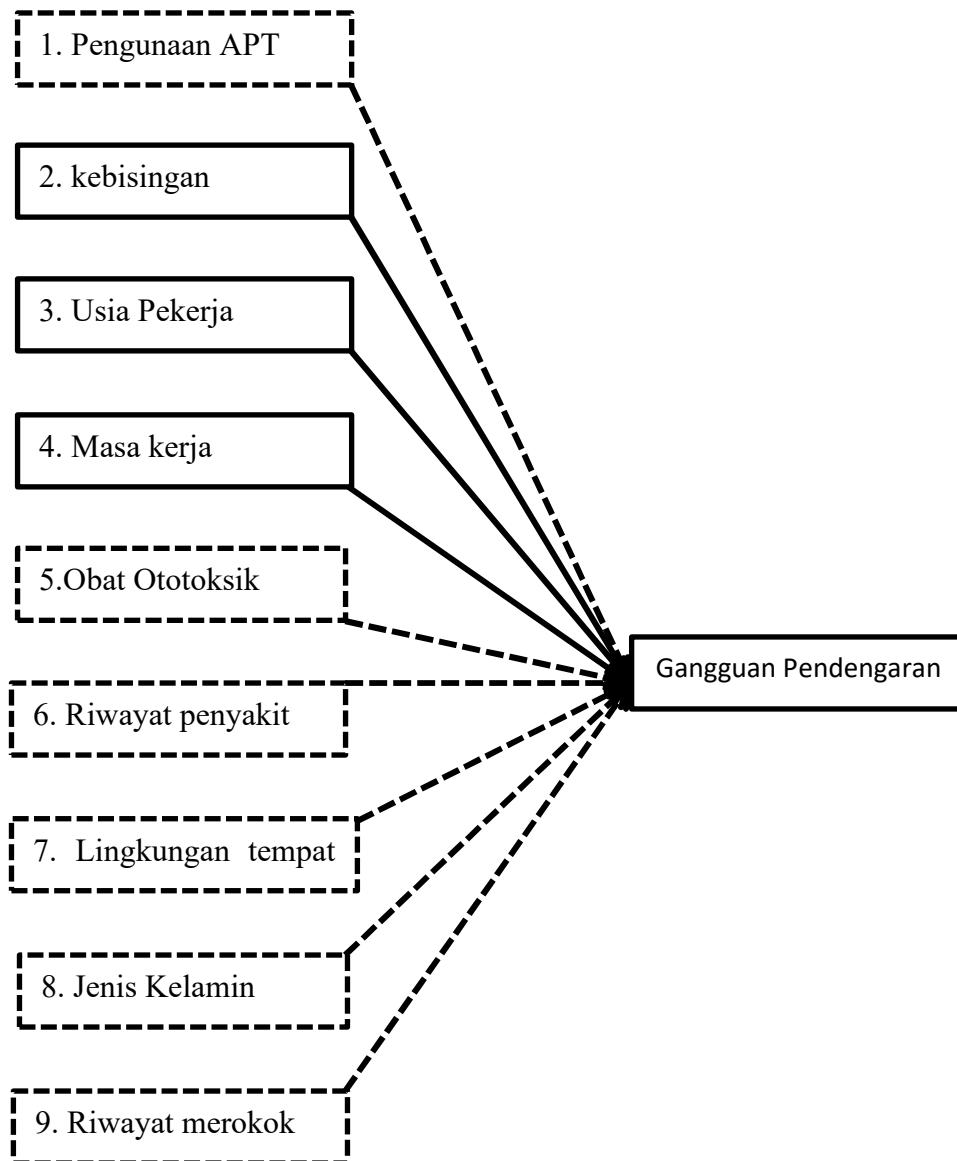 1. Pengunaan APT
2. kebisingan
3. Usia Pekerja
4. Masa kerja
5.Obat Ototoksik
Gangguan Pendengaran
6. Riwayat penyakit
7. Lingkungan tempat
8. Jenis Kelamin
9. Riwayat merokok